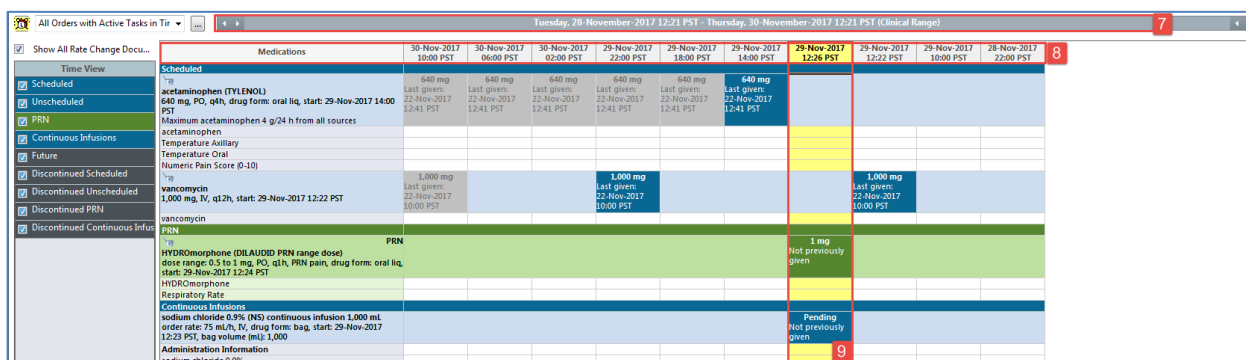 All Orders with Active Tasks in Tir
...
Tuesday, 28-November-2017 12:21 PST - Thursday, 30-November-2017 12:21 PST (Clinical Range)
7
Show All Rate Change Docu...
Time View
Scheduled
Unscheduled
PRN
Continuous Infusions
Future
Discontinued Scheduled
Discontinued Unscheduled
Discontinued PRN
Discontinued Continuous Infus
Medications
30-Nov-2017
10:00 PST
30-Nov-2017
06:00 PST
30-Nov-2017
02:00 PST
29-Nov-2017
22:00 PST
29-Nov-2017
18:00 PST
29-Nov-2017
14:00 PST
29-Nov-2017
12:26 PST
29-Nov-2017
12:22 PST
29-Nov-2017
10:00 PST
28-Nov-2017
22:00 PST
8
Scheduled
acetaminophen (TYLENOL)
640 mg, PO, q4h, drug form: oral liq, start: 29-Nov-2017 14:00
PST
Maximum acetaminophen 4 g/24 h from all sources
640 mg
Last given:
22-Nov-2017
12:41 PST
640 mg
Last given:
22-Nov-2017
12:41 PST
640 mg
Last given:
22-Nov-2017
12:41 PST
640 mg
Last given:
22-Nov-2017
12:41 PST
640 mg
Last given:
22-Nov-2017
12:41 PST
640 mg
Last given:
22-Nov-2017
12:41 PST
acetaminophen
Temperature Axillary
Temperature Oral
Numeric Pain Score (0-10)
vancomycin
1,000 mg, IV, q12h, start: 29-Nov-2017 12:22 PST
1,000 mg
Last given:
22-Nov-2017
10:00 PST
1,000 mg
Last given:
22-Nov-2017
10:00 PST
1,000 mg
Last given:
22-Nov-2017
10:00 PST
vancomycin
PRN
PRN
HYDROmorphone (DILAUDID PRN range dose)
dose range: 0.5 to 1 mg, PO, q1h, PRN pain, drug form: oral liq,
start: 29-Nov-2017 12:24 PST
1 mg
Not previously
given
HYDROmorphone
Respiratory Rate
Continuous Infusions
sodium chloride 0.9% (NS) continuous infusion 1,000 mL
order rate: 75 mL/h, IV, drug form: bag, start: 29-Nov-2017
12:23 PST, bag volume (mL): 1,000
Pending
Not previously
given
9
Administration Information
sodium chloride 0.9%